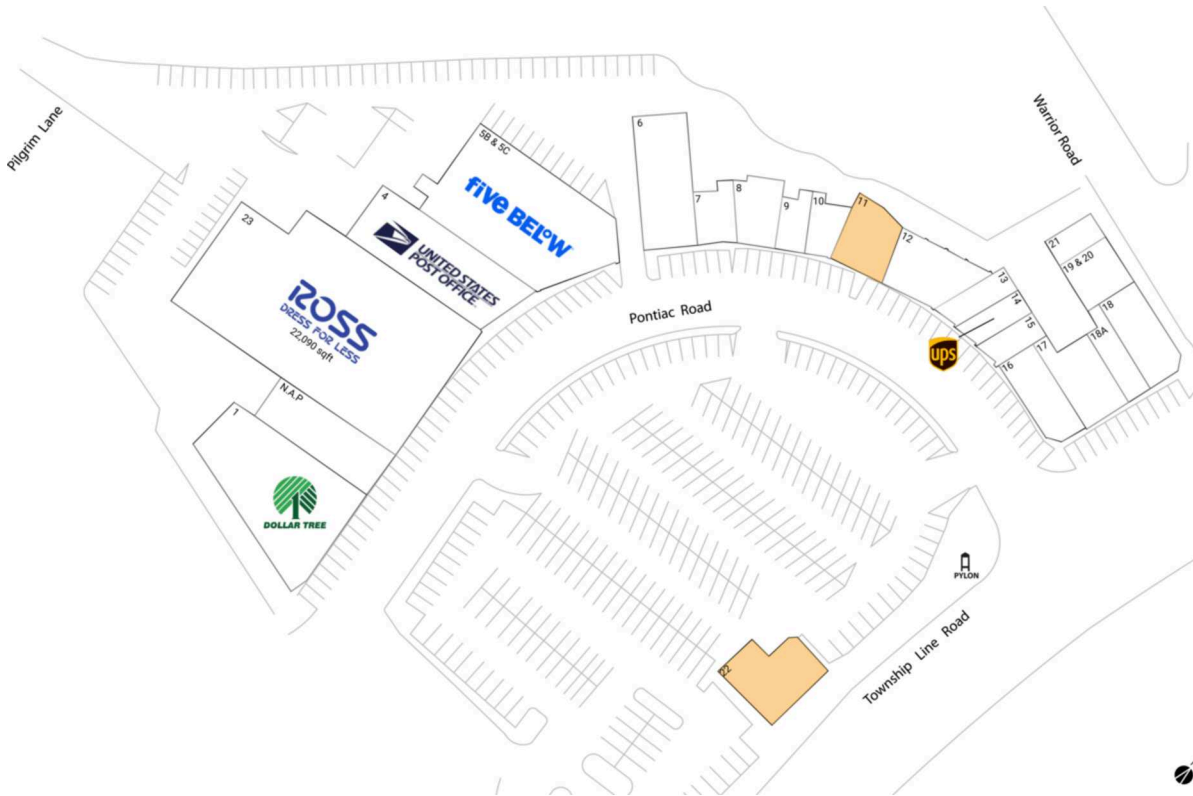 Pilgrim Lane
Warrior Road
5B & 5C
five BELOW
6
4
UNITED STATES
POST OFFICE
23
ROSS
DRESS FOR LESS
22,090 sqft
N.A.P
1
DOLLAR TREE
7
8
9
10
11
12
13
14
15
16
17
18A
18
19 & 20
21
Pontiac Road
ups
PYLON
Township Line Road
22